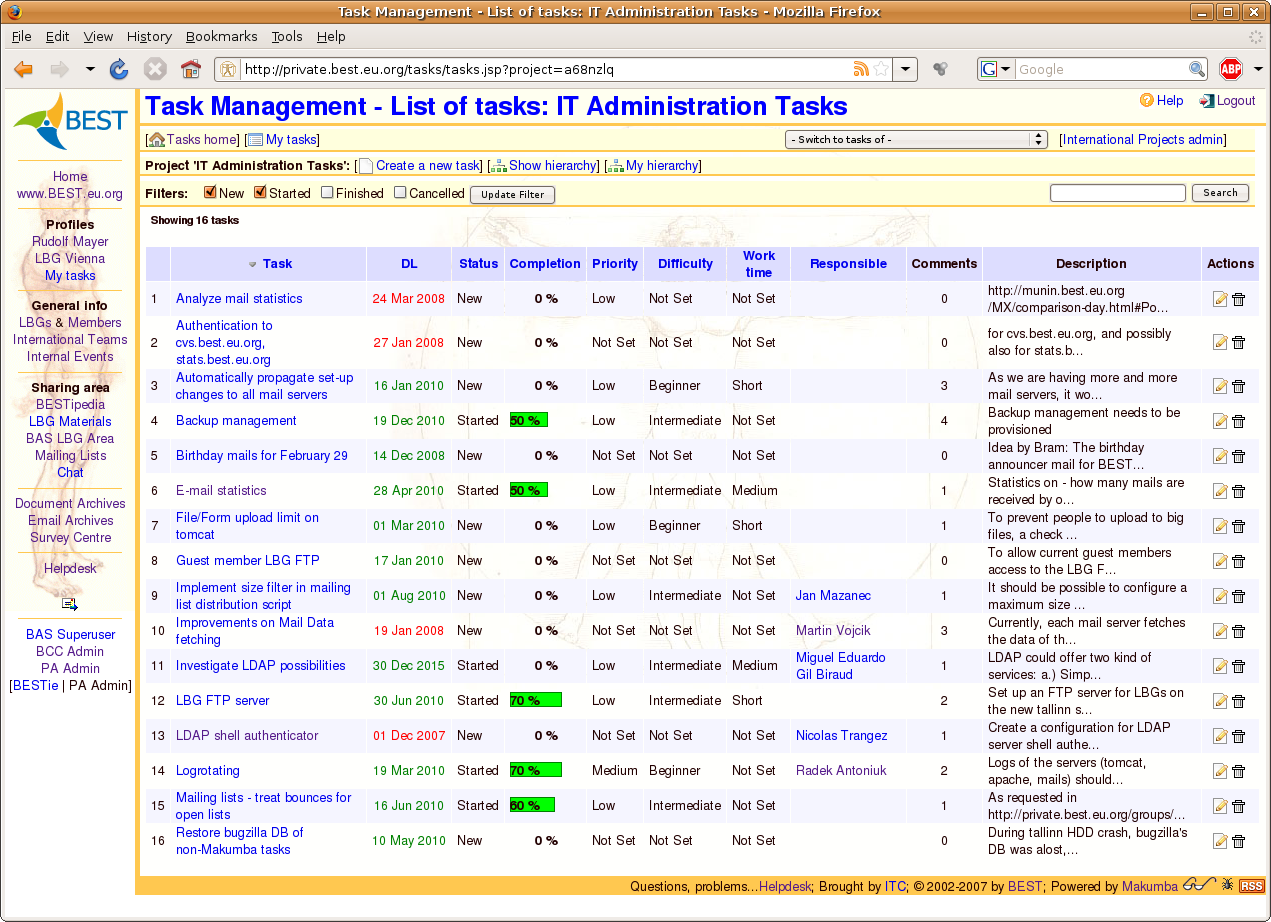 Task Management - List of tasks: IT Administration Tasks - Mozilla Firefox
File Edit View History Bookmarks Tools Help
http://private.best.eu.org/tasks/tasks.jsp?project=a68nzlq G Google ABP
BEST
Home
www.BEST.eu.org
Profiles
Rudolf Mayer
LBG Vienna
My tasks
General info
LBGs & Members
International Teams
Internal Events
Sharing area
BESTipedia
LBG Materials
BAS LBG Area
Mailing Lists
Chat
Document Archives
Email Archives
Survey Centre
Helpdesk
BAS Superuser
BCC Admin
PA Admin
[BESTie | PA Admin]
Task Management - List of tasks: IT Administration Tasks Help Logout
[Tasks home] [My tasks] - Switch to tasks of - [International Projects admin]
Project 'IT Administration Tasks': [Create a new task] [Show hierarchy] [My hierarchy]
Filters: New Started Finished Cancelled Update Filter Search
Showing 16 tasks
Task DL Status Completion Priority Difficulty Work time Responsible Comments Description Actions
1 Analyze mail statistics 24 Mar 2008 New 0 % Low Not Set Not Set 0 http://munin.best.eu.org /MX/comparison-day.html#Po...
2 Authentication to cvs.best.eu.org, stats.best.eu.org 27 Jan 2008 New 0 % Not Set Not Set Not Set 0 for cvs.best.eu.org, and possibly also for stats.b...
3 Automatically propagate set-up changes to all mail servers 16 Jan 2010 New 0 % Low Beginner Short 3 As we are having more and more mail servers, it wo...
4 Backup management 19 Dec 2010 Started 50 % Low Intermediate Not Set 4 Backup management needs to be provisioned
5 Birthday mails for February 29 14 Dec 2008 New 0 % Not Set Not Set Not Set 0 Idea by Bram: The birthday announcer mail for BEST...
6 E-mail statistics 28 Apr 2010 Started 50 % Low Intermediate Medium 1 Statistics on - how many mails are received by o...
7 File/Form upload limit on tomcat 01 Mar 2010 New 0 % Low Beginner Short 1 To prevent people to upload to big files, a check ...
8 Guest member LBG FTP 17 Jan 2010 New 0 % Not Set Not Set Not Set 0 To allow current guest members access to the LBG F...
9 Implement size filter in mailing list distribution script 01 Aug 2010 New 0 % Low Intermediate Not Set Jan Mazanec 1 It should be possible to configure a maximum size ...
10 Improvements on Mail Data fetching 19 Jan 2008 New 0 % Not Set Not Set Not Set Martin Vojcik 3 Currently, each mail server fetches the data of th...
11 Investigate LDAP possibilities 30 Dec 2015 Started 0 % Low Intermediate Medium Miguel Eduardo Gil Biraud 1 LDAP could offer two kind of services: a.) Simp...
12 LBG FTP server 30 Jun 2010 Started 70 % Low Intermediate Short 2 Set up an FTP server for LBGs on the new tallinn s...
13 LDAP shell authenticator 01 Dec 2007 New 0 % Not Set Not Set Not Set Nicolas Trangez 1 Create a configuration for LDAP server shell authe...
14 Logrotating 19 Mar 2010 Started 70 % Medium Beginner Not Set Radek Antoniuk 2 Logs of the servers (tomcat, apache, mails) should...
15 Mailing lists - treat bounces for open lists 16 Jun 2010 Started 60 % Low Intermediate Not Set 1 As requested in http://private.best.eu.org/groups/...
16 Restore bugzilla DB of non-Makumba tasks 10 May 2010 New 0 % Not Set Not Set Not Set 0 During tallinn HDD crash, bugzilla's DB was alost,...
Questions, problems...Helpdesk; Brought by ITC; © 2002-2007 by BEST; Powered by Makumba RSS